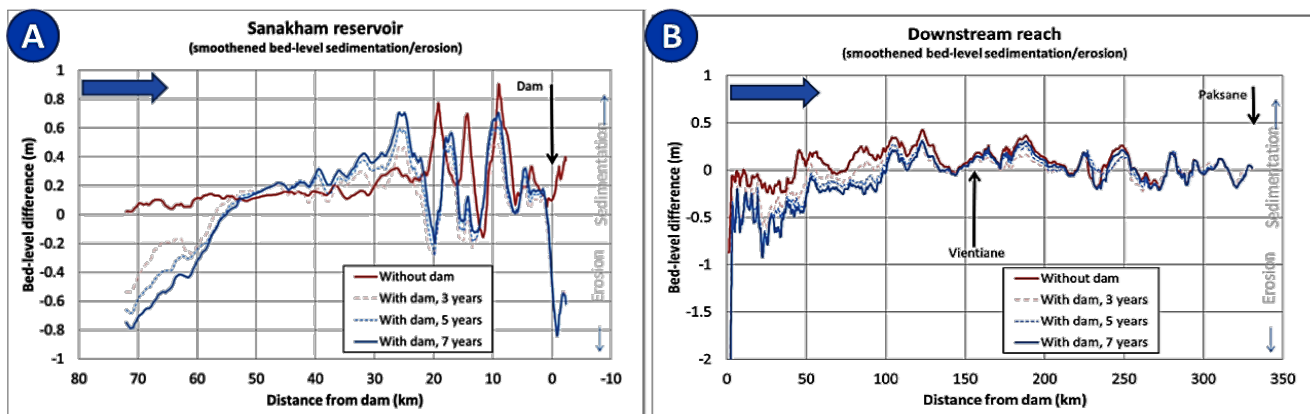 A
Sanakham reservoir
(smoothened bed-level sedimentation/erosion)
Bed-level difference (m)
1
0.8
0.6
0.4
0.2
0
-0.2
-0.4
-0.6
-0.8
-1
Dam
Sedimentation
Erosion
Without dam
With dam, 3 years
With dam, 5 years
With dam, 7 years
80 70 60 50 40 30 20 10 0 -10
Distance from dam (km)
B
Downstream reach
(smoothened bed-level sedimentation/erosion)
Bed-level difference (m)
1
0.5
0
-0.5
-1
-1.5
-2
Paksane
Vientiane
Sedimentation
Erosion
Without dam
With dam, 3 years
With dam, 5 years
With dam, 7 years
0 50 100 150 200 250 300 350
Distance from dam (km)